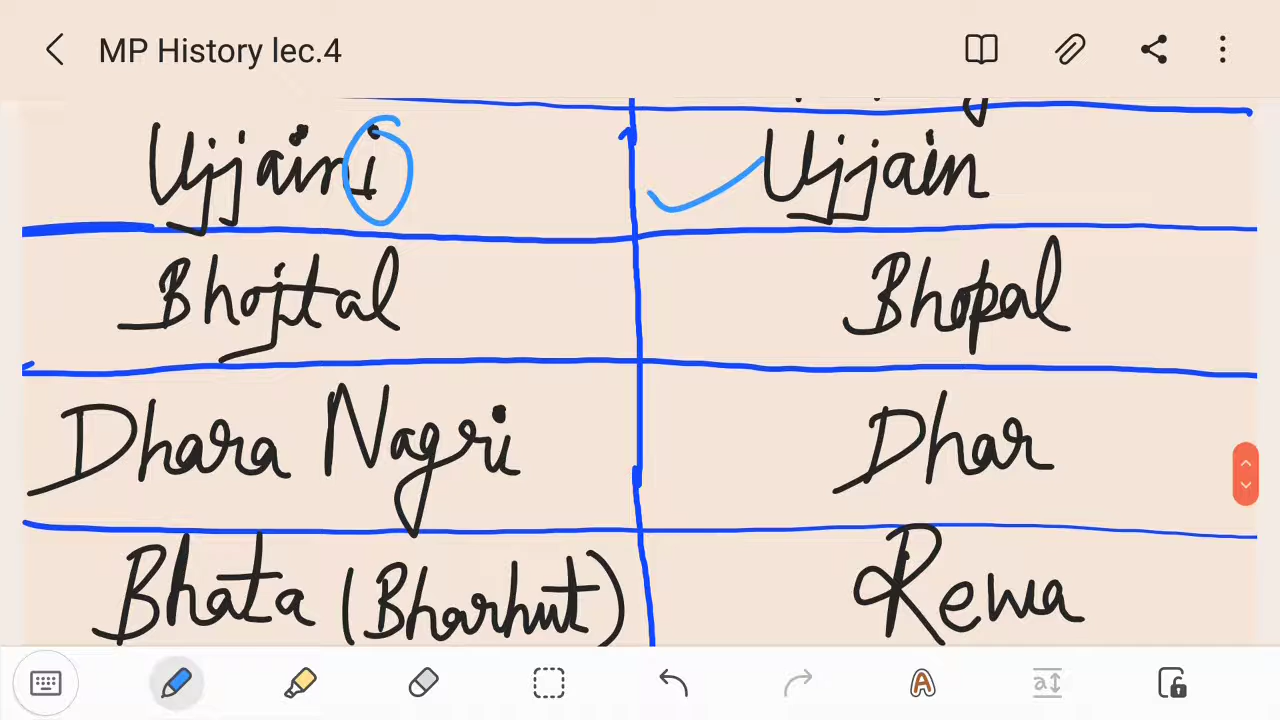 MP History lec.4
Ujjaini Ujjain
Bhojtal Bhopal
Dhara Nagri Dhar
Bhata (Bharhut) Rewa